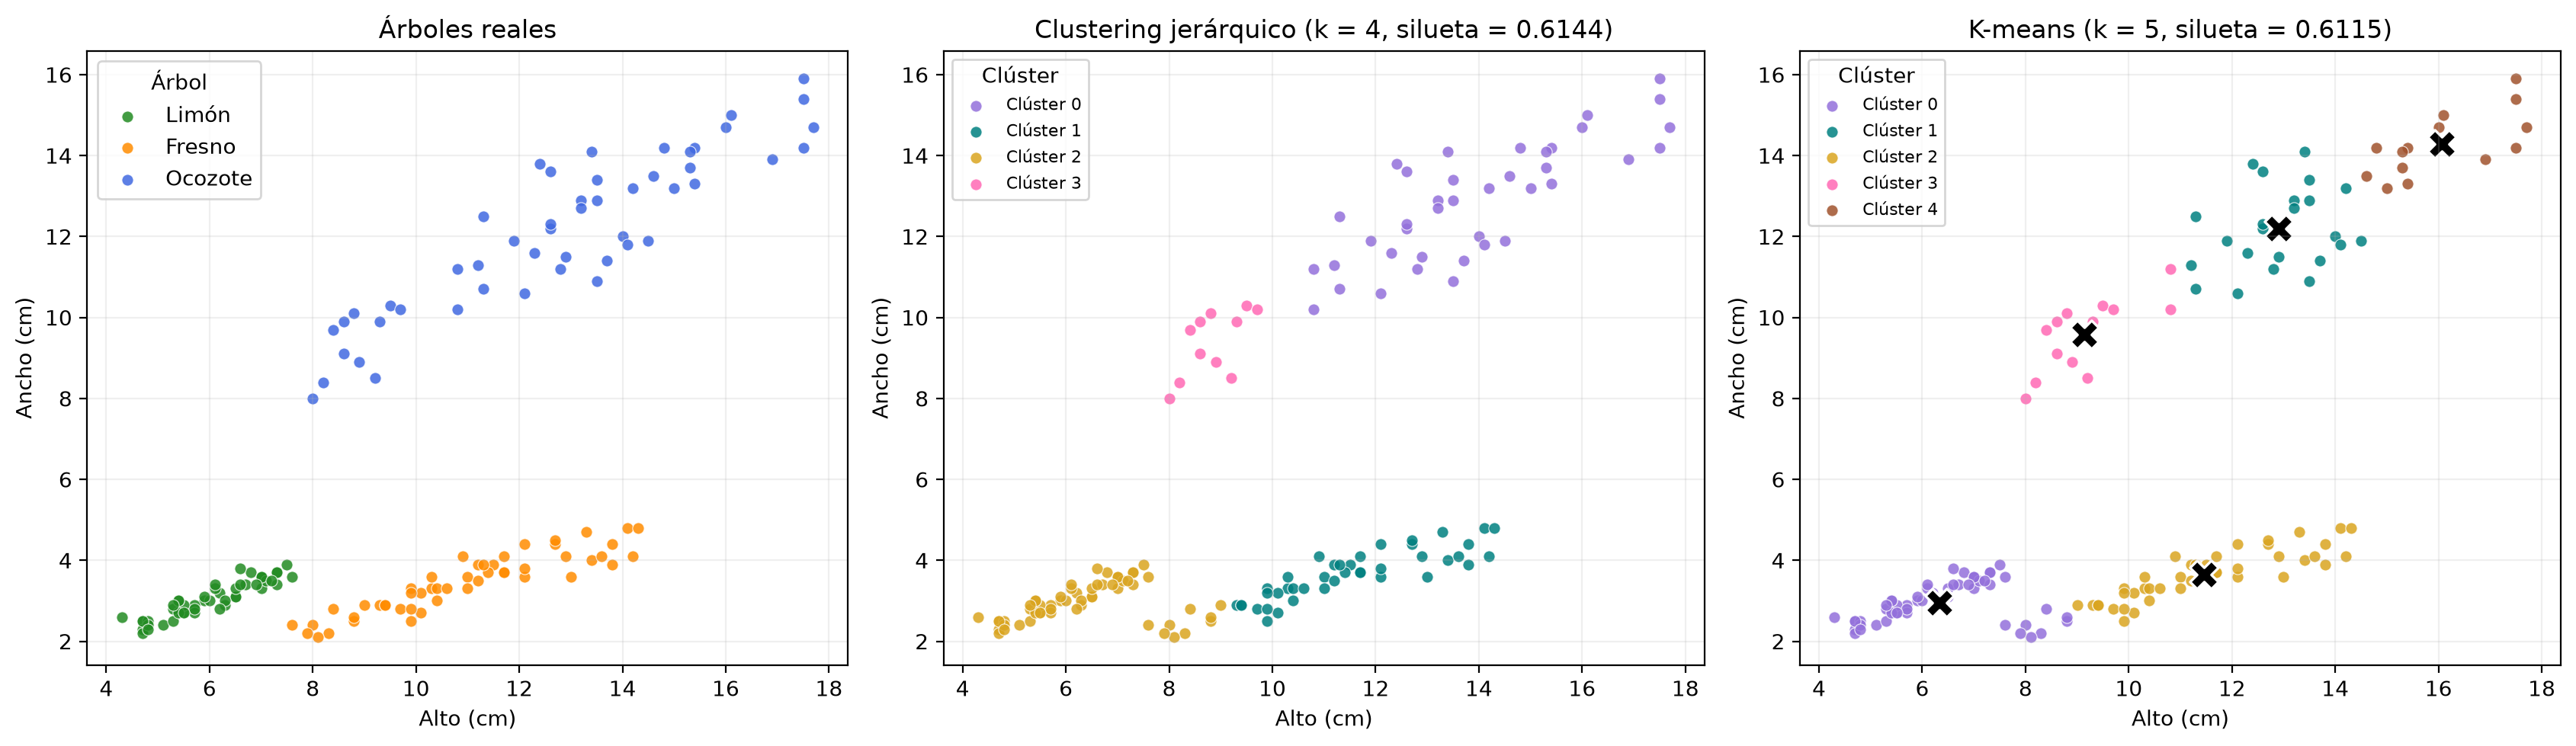 Árboles reales
Árbol
Limón
Fresno
Ocozote
16
14
12
10
8
6
4
2
Ancho (cm)
4 6 8 10 12 14 16 18
Alto (cm)
Clustering jerárquico (k = 4, silueta = 0.6144)
Clúster
Clúster 0
Clúster 1
Clúster 2
Clúster 3
16
14
12
10
8
6
4
2
Ancho (cm)
4 6 8 10 12 14 16 18
Alto (cm)
K-means (k = 5, silueta = 0.6115)
Clúster
Clúster 0
Clúster 1
Clúster 2
Clúster 3
Clúster 4
16
14
12
10
8
6
4
2
Ancho (cm)
4 6 8 10 12 14 16 18
Alto (cm)